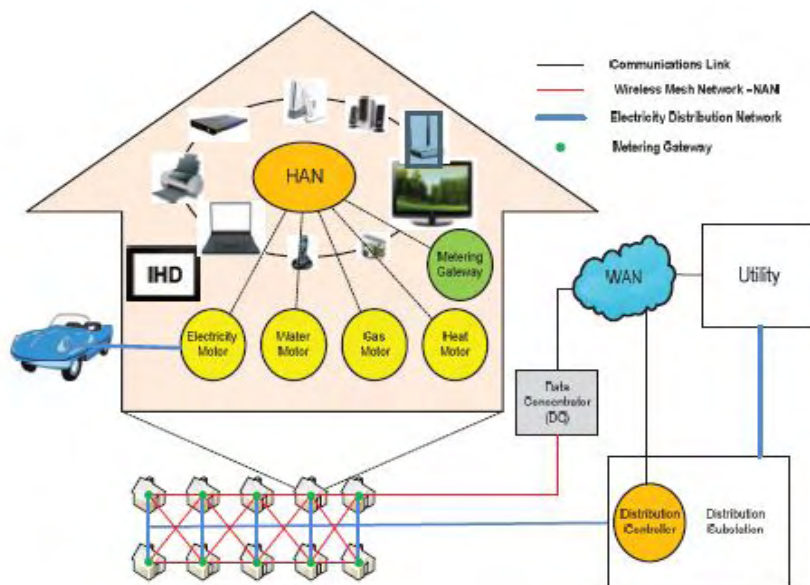 Communications Link
Wireless Mesh Network -NAN
Electricity Distribution Network
Metering Gateway
HAN
IHD
Metering
Gateway
WAN
Utility
Electricity
Motor
Water
Motor
Gas
Motor
Heat
Motor
Data
Concentrator
(DC)
Distribution
Controller
Distribution
Substation